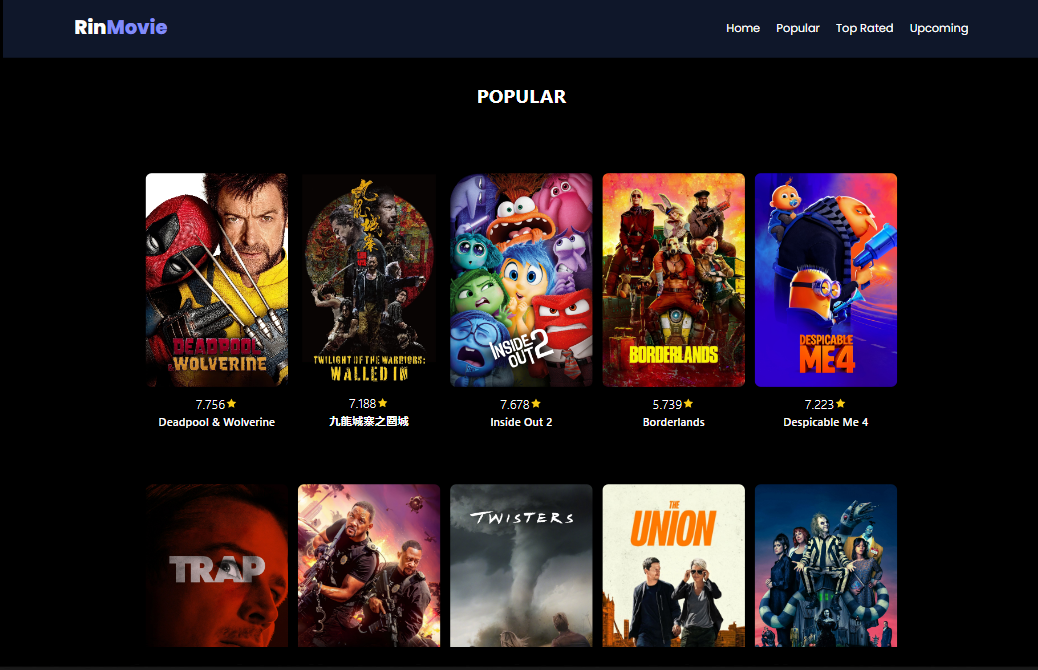 RinMovie
Home Popular Top Rated Upcoming
POPULAR
DEADPOOL
& WOLVERINE
九龍城寨
圍城
TWILIGHT OF THE WARRIORS:
WALLED IN
INSIDE
OUT 2
BORDERLANDS
DESPICABLE
ME 4
7.756★
Deadpool & Wolverine
7.188★
九龍城寨之圍城
7.678★
Inside Out 2
5.739★
Borderlands
7.223★
Despicable Me 4
TRAP
TWISTERS
THE
UNION